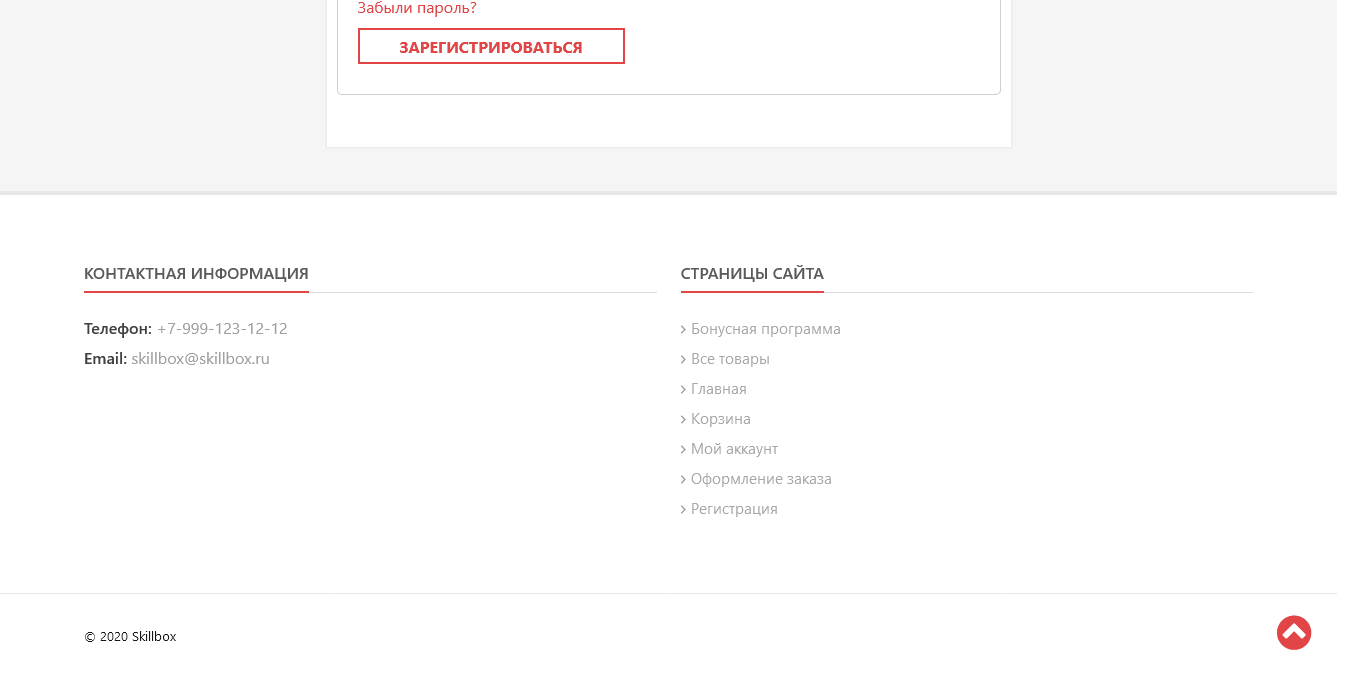 Забыли пароль?
ЗАРЕГИСТРИРОВАТЬСЯ
КОНТАКТНАЯ ИНФОРМАЦИЯ
Телефон: +7-999-123-12-12
Email: skillbox@skillbox.ru
СТРАНИЦЫ САЙТА
Бонусная программа
Все товары
Главная
Корзина
Мой аккаунт
Оформление заказа
Регистрация
© 2020 Skillbox